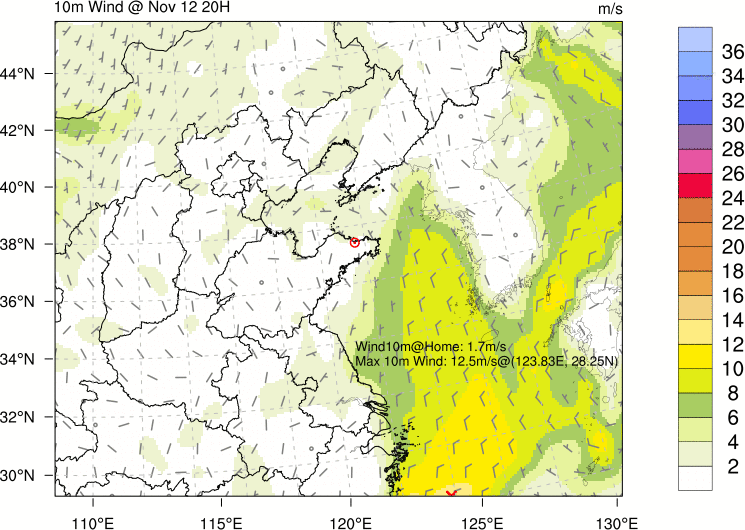 10m Wind @ Nov 12 20H
m/s
44°N
42°N
40°N
38°N
36°N
34°N
32°N
30°N
Wind10m@Home: 1.7m/s
Max 10m Wind: 12.5m/s@(123.83E, 28.25N)
110°E
115°E
120°E
125°E
130°E
36
34
32
30
28
26
24
22
20
18
16
14
12
10
8
6
4
2